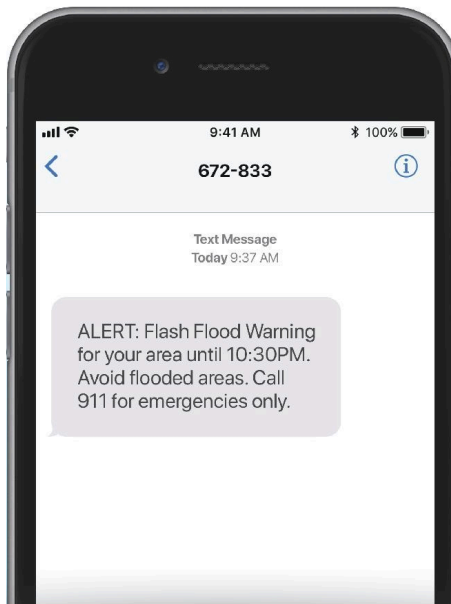 9:41 AM
100%
672-833
Text Message
Today 9:37 AM
ALERT: Flash Flood Warning
for your area until 10:30PM.
Avoid flooded areas. Call
911 for emergencies only.